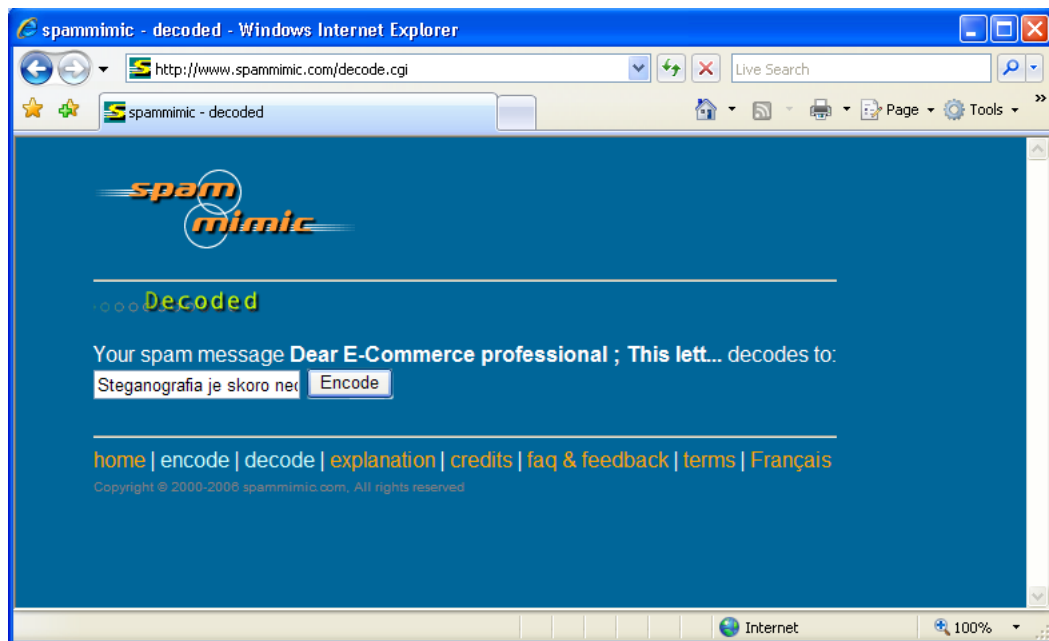 spammimic - decoded - Windows Internet Explorer
http://www.spammimic.com/decode.cgi
Live Search
spammimic - decoded
Page
Tools
spam
mimic
Decoded
Your spam message Dear E-Commerce professional ; This lett... decodes to:
Steganografia je skoro Encode
home | encode | decode | explanation | credits | faq & feedback | terms | Français
Copyright © 2000-2006 spammimic.com, All rights reserved
Internet 100%